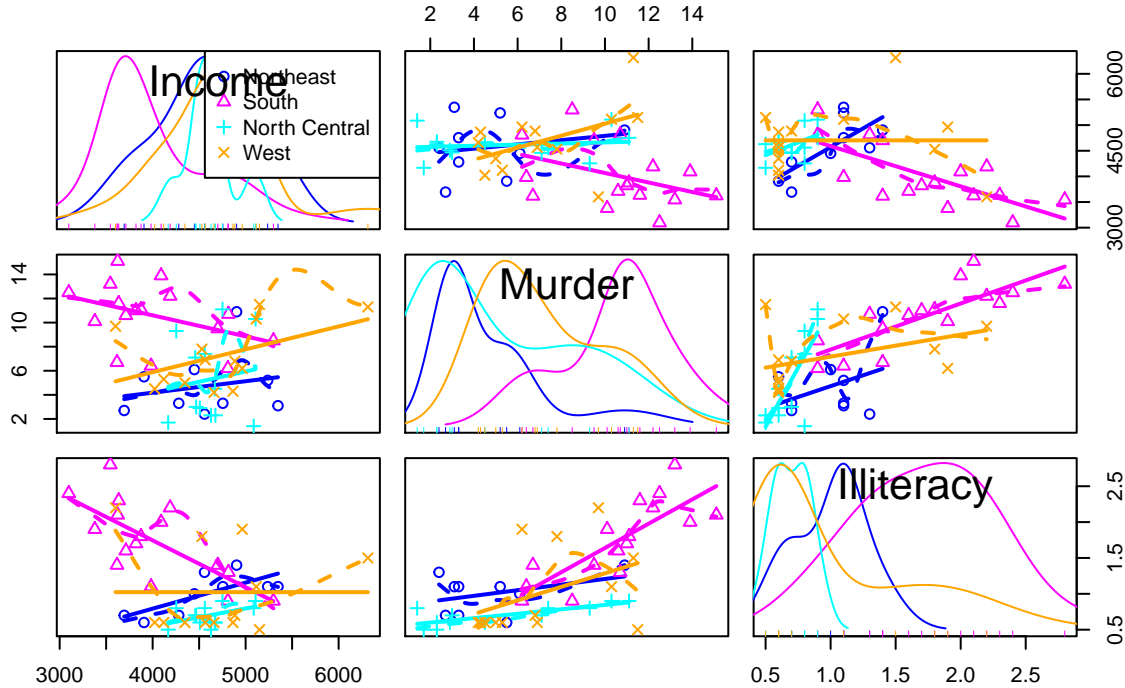 2 4 6 8 10 12 14
Income
Northeast
South
North Central
West
3000 4500 6000
Murder
2 6 10 14
Illiteracy
0.5 1.5 2.5
3000 4000 5000 6000
0.5 1.0 1.5 2.0 2.5